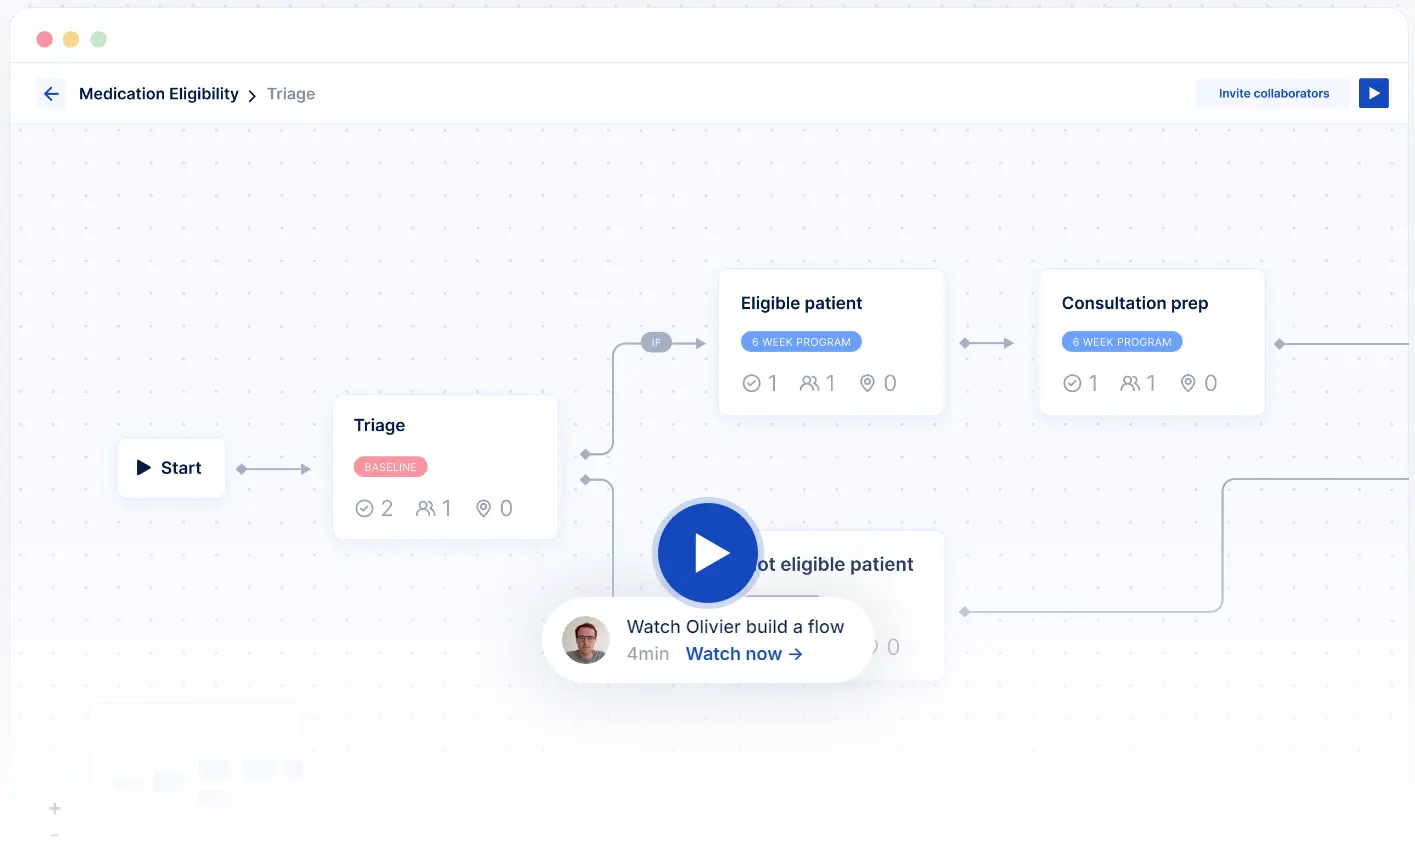 Medication Eligibility > Triage
Invite collaborators
Eligible patient
6 WEEK PROGRAM
1 1 0
Consultation prep
6 WEEK PROGRAM
1 1 0
IF
Triage
BASELINE
2 1 0
Start
ot eligible patient
0
Watch Olivier build a flow
4min Watch now →
+
-